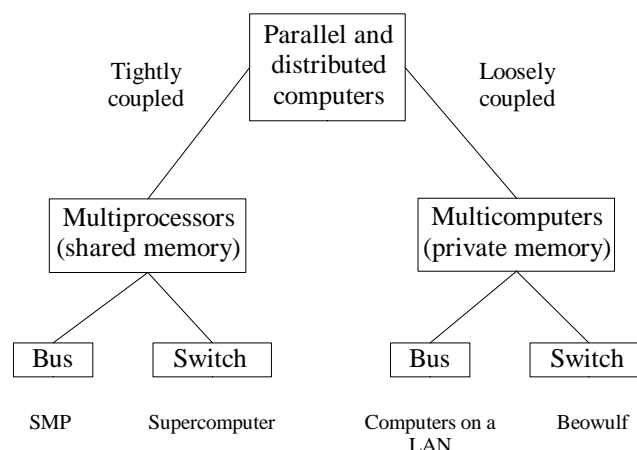 Parallel and
distributed
computers
Tightly
coupled
Loosely
coupled
Multiprocessors
(shared memory)
Multicomputers
(private memory)
Bus
Switch
Bus
Switch
SMP
Supercomputer
Computers on a
LAN
Beowulf